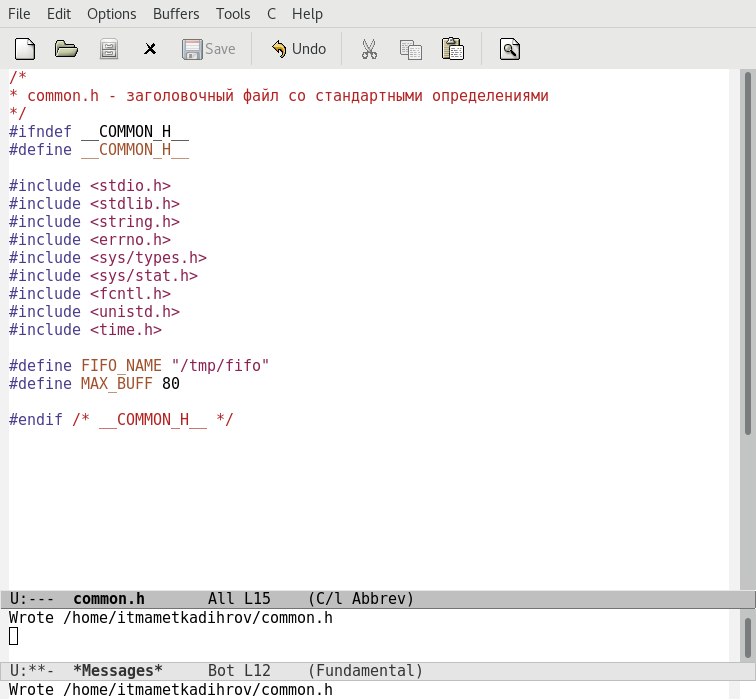 File Edit Options Buffers Tools C Help
Save Undo
/*
* common.h - заголовочный файл со стандартными определениями
*/
#ifndef __COMMON_H__
#define __COMMON_H__
#include <stdio.h>
#include <stdlib.h>
#include <string.h>
#include <errno.h>
#include <sys/types.h>
#include <sys/stat.h>
#include <fcntl.h>
#include <unistd.h>
#include <time.h>
#define FIFO_NAME "/tmp/fifo"
#define MAX_BUFF 80
#endif /* __COMMON_H__ */
U:--- common.h All L15 (C/l Abbrev)
Wrote /home/itmametkadihrov/common.h
U:**- *Messages* Bot L12 (Fundamental)
Wrote /home/itmametkadihrov/common.h